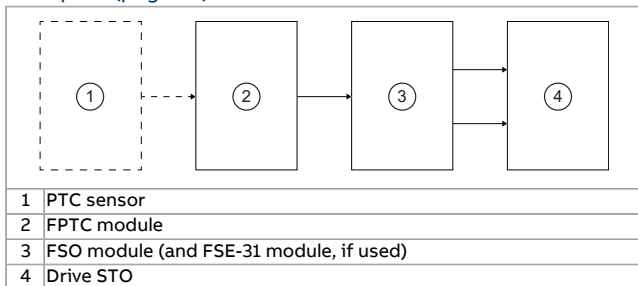 1
2
3
4
1 PTC sensor
2 FPTC module
3 FSO module (and FSE-31 module, if used)
4 Drive STO